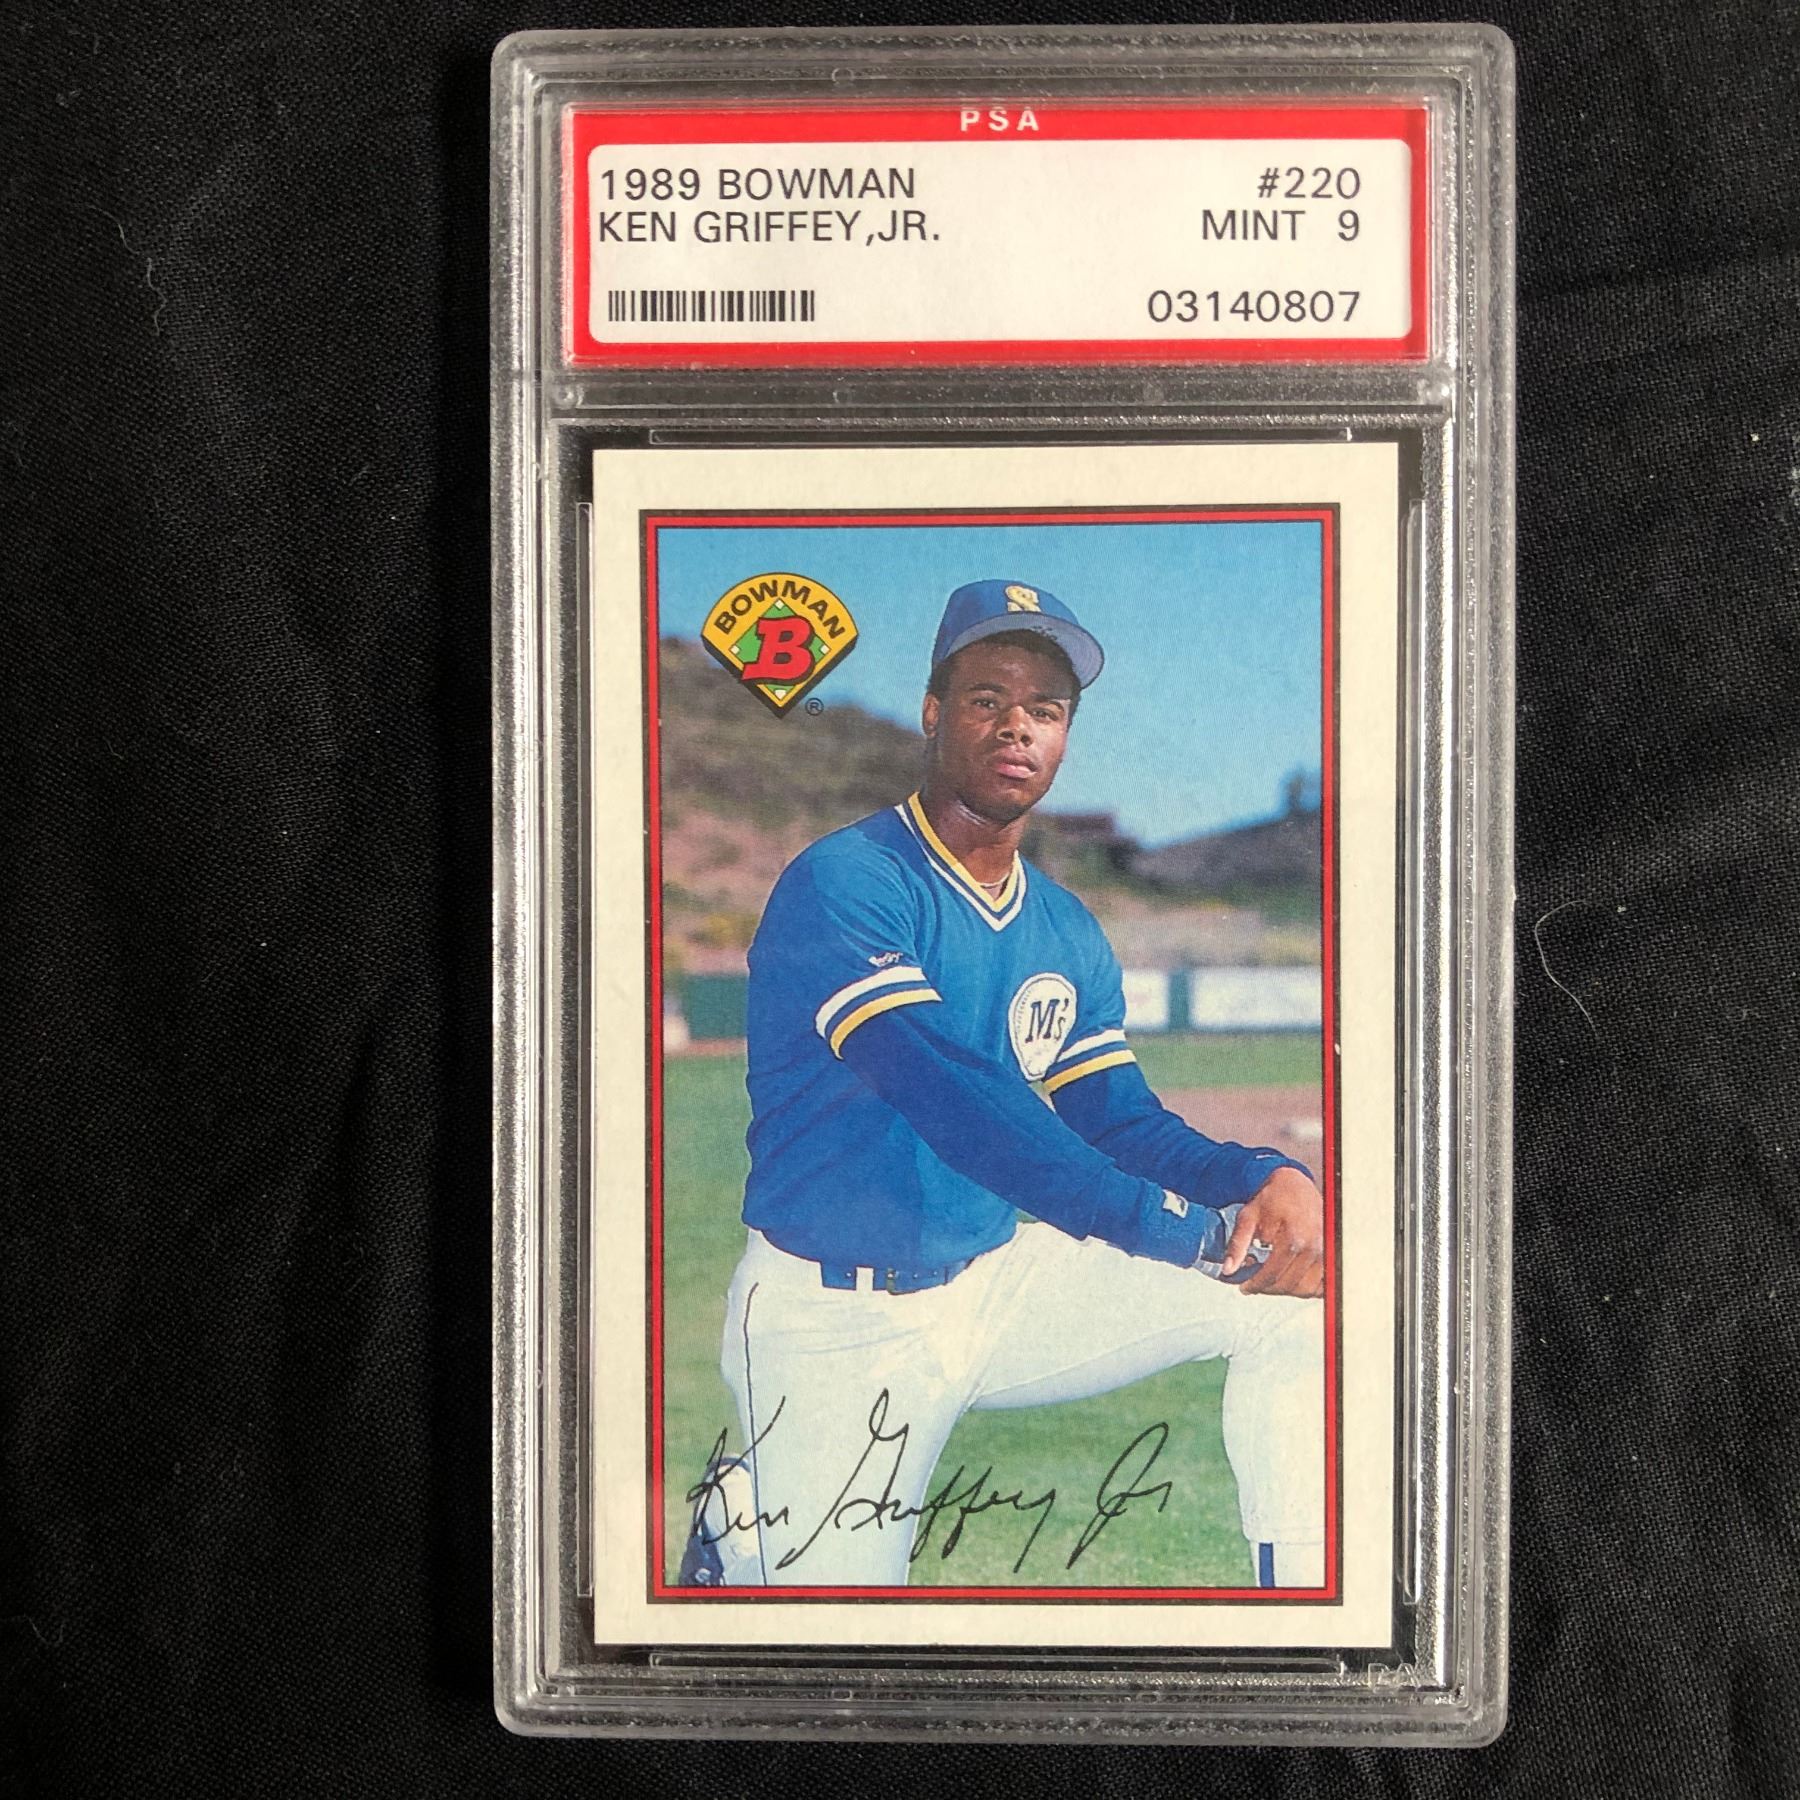 PSA
1989 BOWMAN #220
KEN GRIFFEY,JR. MINT 9
03140807
BOWMAN
B
®
S
M's
Ken Griffey Jr